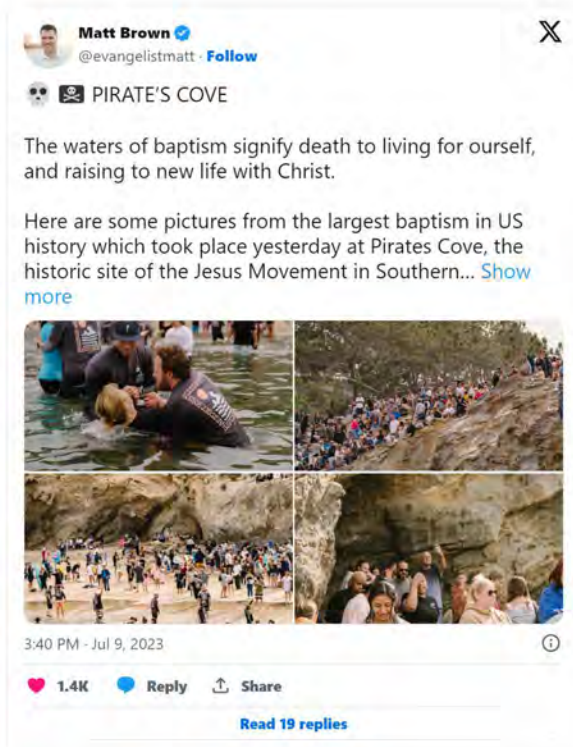 Matt Brown
@evangelistmatt · Follow
PIRATE'S COVE
The waters of baptism signify death to living for ourself,
and raising to new life with Christ.
Here are some pictures from the largest baptism in US
history which took place yesterday at Pirates Cove, the
historic site of the Jesus Movement in Southern... Show
more
3:40 PM · Jul 9, 2023
1.4K Reply Share
Read 19 replies